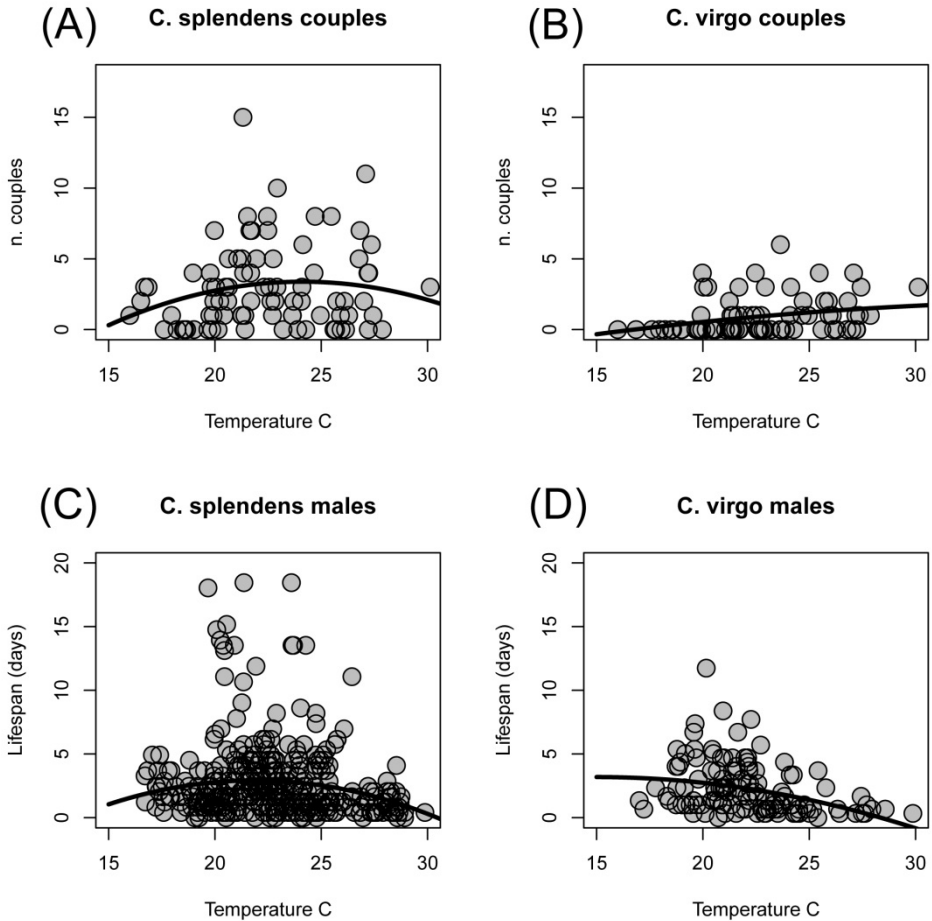 (A) C. splendens couples
n. couples
15
10
5
0
15 20 25 30
Temperature C
(B) C. virgo couples
n. couples
15
10
5
0
15 20 25 30
Temperature C
(C) C. splendens males
Lifespan (days)
20
15
10
5
0
15 20 25 30
Temperature C
(D) C. virgo males
Lifespan (days)
20
15
10
5
0
15 20 25 30
Temperature C